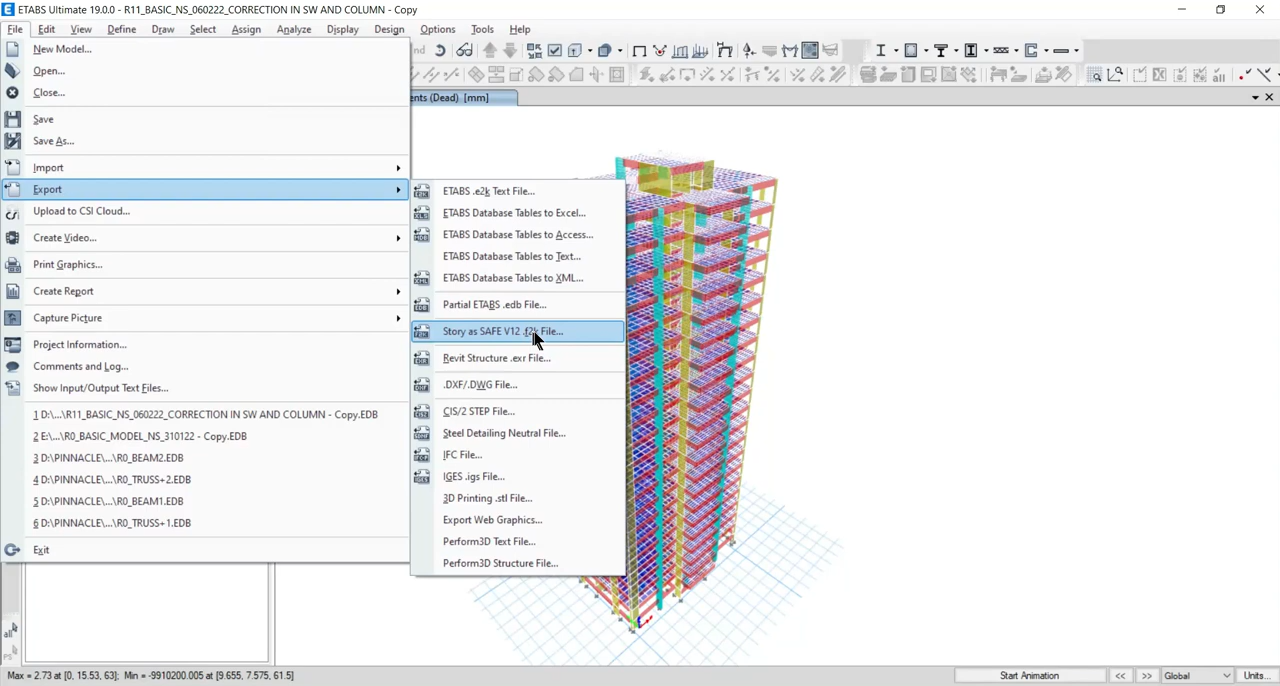 ETABS Ultimate 19.0.0 - R11_BASIC_NS_060222_CORRECTION IN SW AND COLUMN - Copy
File Edit View Define Draw Select Assign Analyze Display Design Options Tools Help
New Model...
Open...
Close...
Save
Save As...
Import
Export
Upload to CSI Cloud...
Create Video...
Print Graphics...
Create Report
Capture Picture
Project Information...
Comments and Log...
Show Input/Output Text Files...
1 D:\...\R11_BASIC_NS_060222_CORRECTION IN SW AND COLUMN - Copy.EDB
2 E:\...\R0_BASIC_MODEL_NS_310122 - Copy.EDB
3 D:\PINNACLE\...\R0_BEAM2.EDB
4 D:\PINNACLE\...\R0_TRUSS+2.EDB
5 D:\PINNACLE\...\R0_BEAM1.EDB
6 D:\PINNACLE\...\R0_TRUSS+1.EDB
Exit
ents (Dead) [mm]
ETABS .e2k Text File...
ETABS Database Tables to Excel...
ETABS Database Tables to Access...
ETABS Database Tables to Text...
ETABS Database Tables to XML...
Partial ETABS .edb File...
Story as SAFE V12 .f2k File...
Revit Structure .exr File...
.DXF/.DWG File...
CIS/2 STEP File...
Steel Detailing Neutral File...
IFC File...
IGES .igs File...
3D Printing .stl File...
Export Web Graphics...
Perform3D Text File...
Perform3D Structure File...
all
Max = 2.73 at [0, 15.53, 63]; Min = -9910200.005 at [9.655, 7.575, 61.5]
Start Animation << >> Global Units...